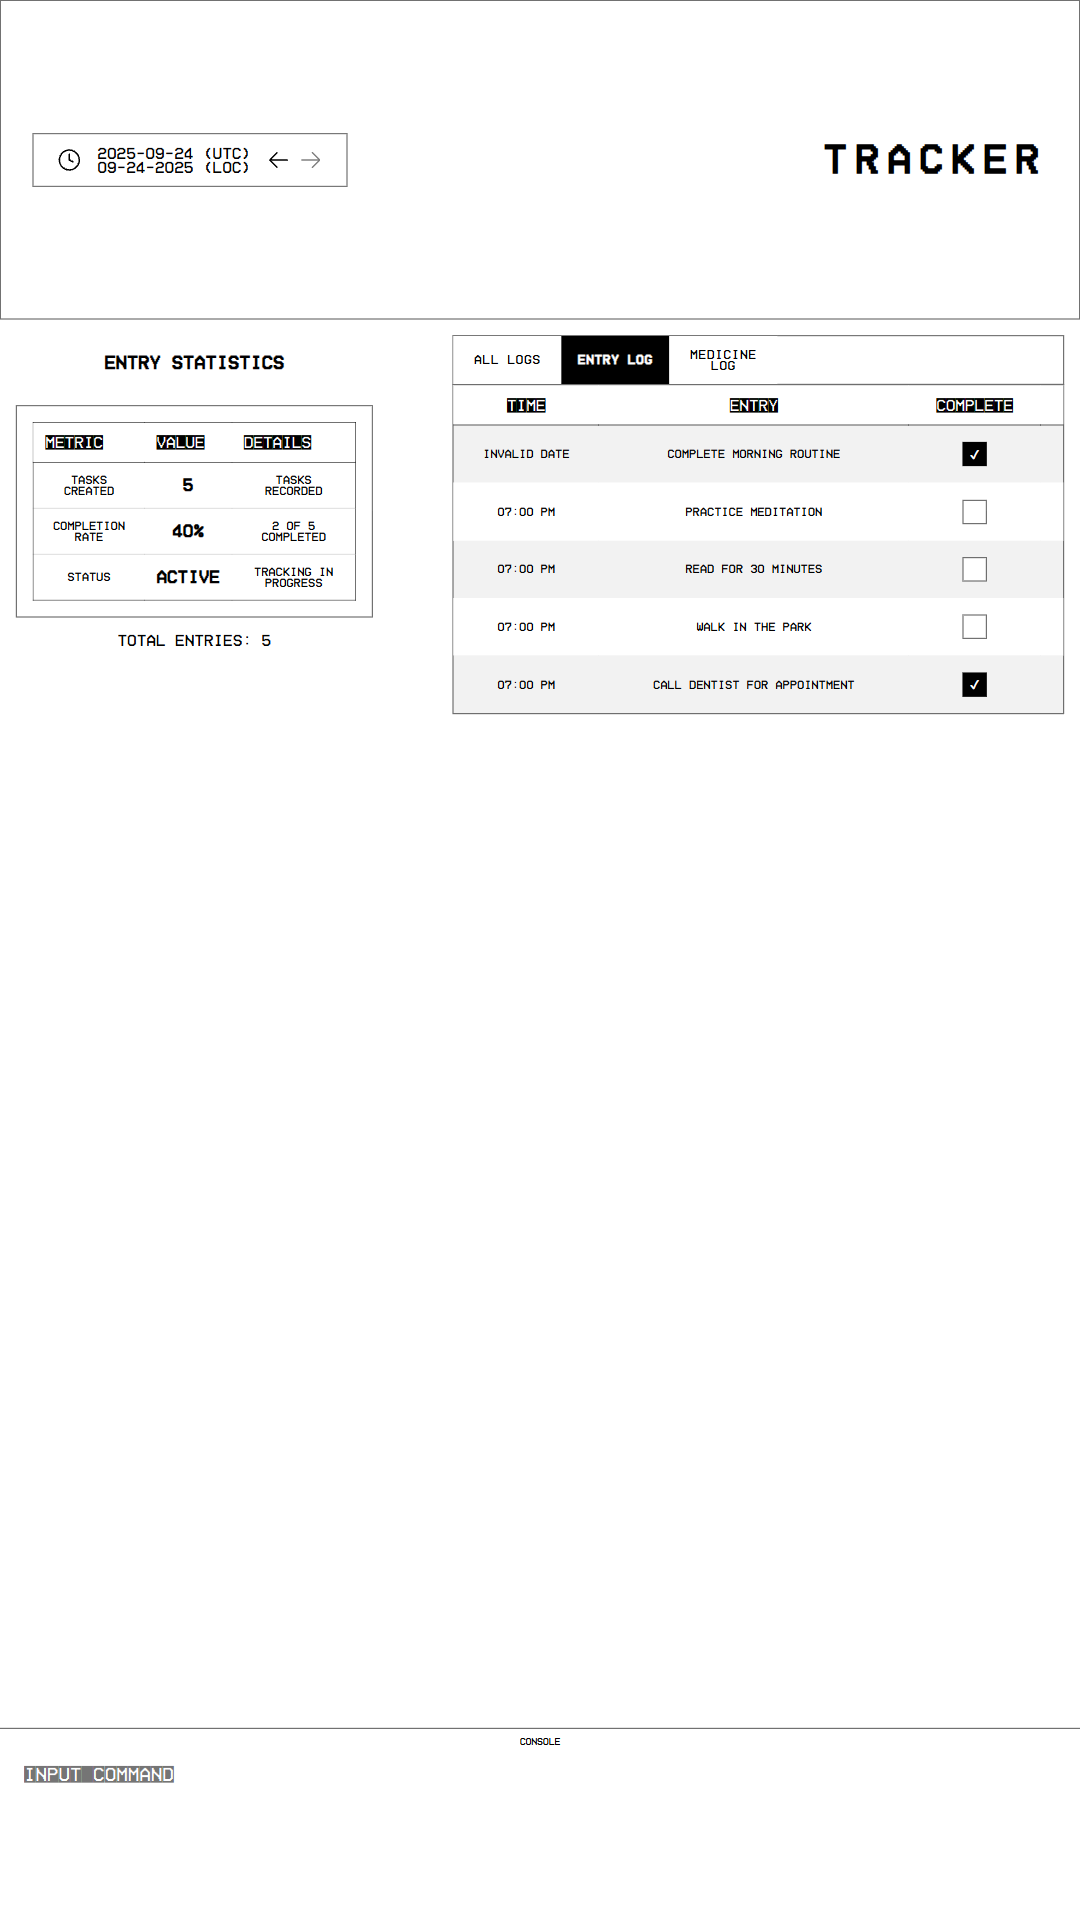 2025-09-24 (UTC)
09-24-2025 (LOC)
TRACKER
ENTRY STATISTICS
METRIC VALUE DETAILS
TASKS CREATED 5 TASKS RECORDED
COMPLETION RATE 40% 2 OF 5 COMPLETED
STATUS ACTIVE TRACKING IN PROGRESS
TOTAL ENTRIES: 5
ALL LOGS ENTRY LOG MEDICINE LOG
TIME ENTRY COMPLETE
INVALID DATE COMPLETE MORNING ROUTINE ✓
07:00 PM PRACTICE MEDITATION
07:00 PM READ FOR 30 MINUTES
07:00 PM WALK IN THE PARK
07:00 PM CALL DENTIST FOR APPOINTMENT ✓
CONSOLE
INPUT COMMAND